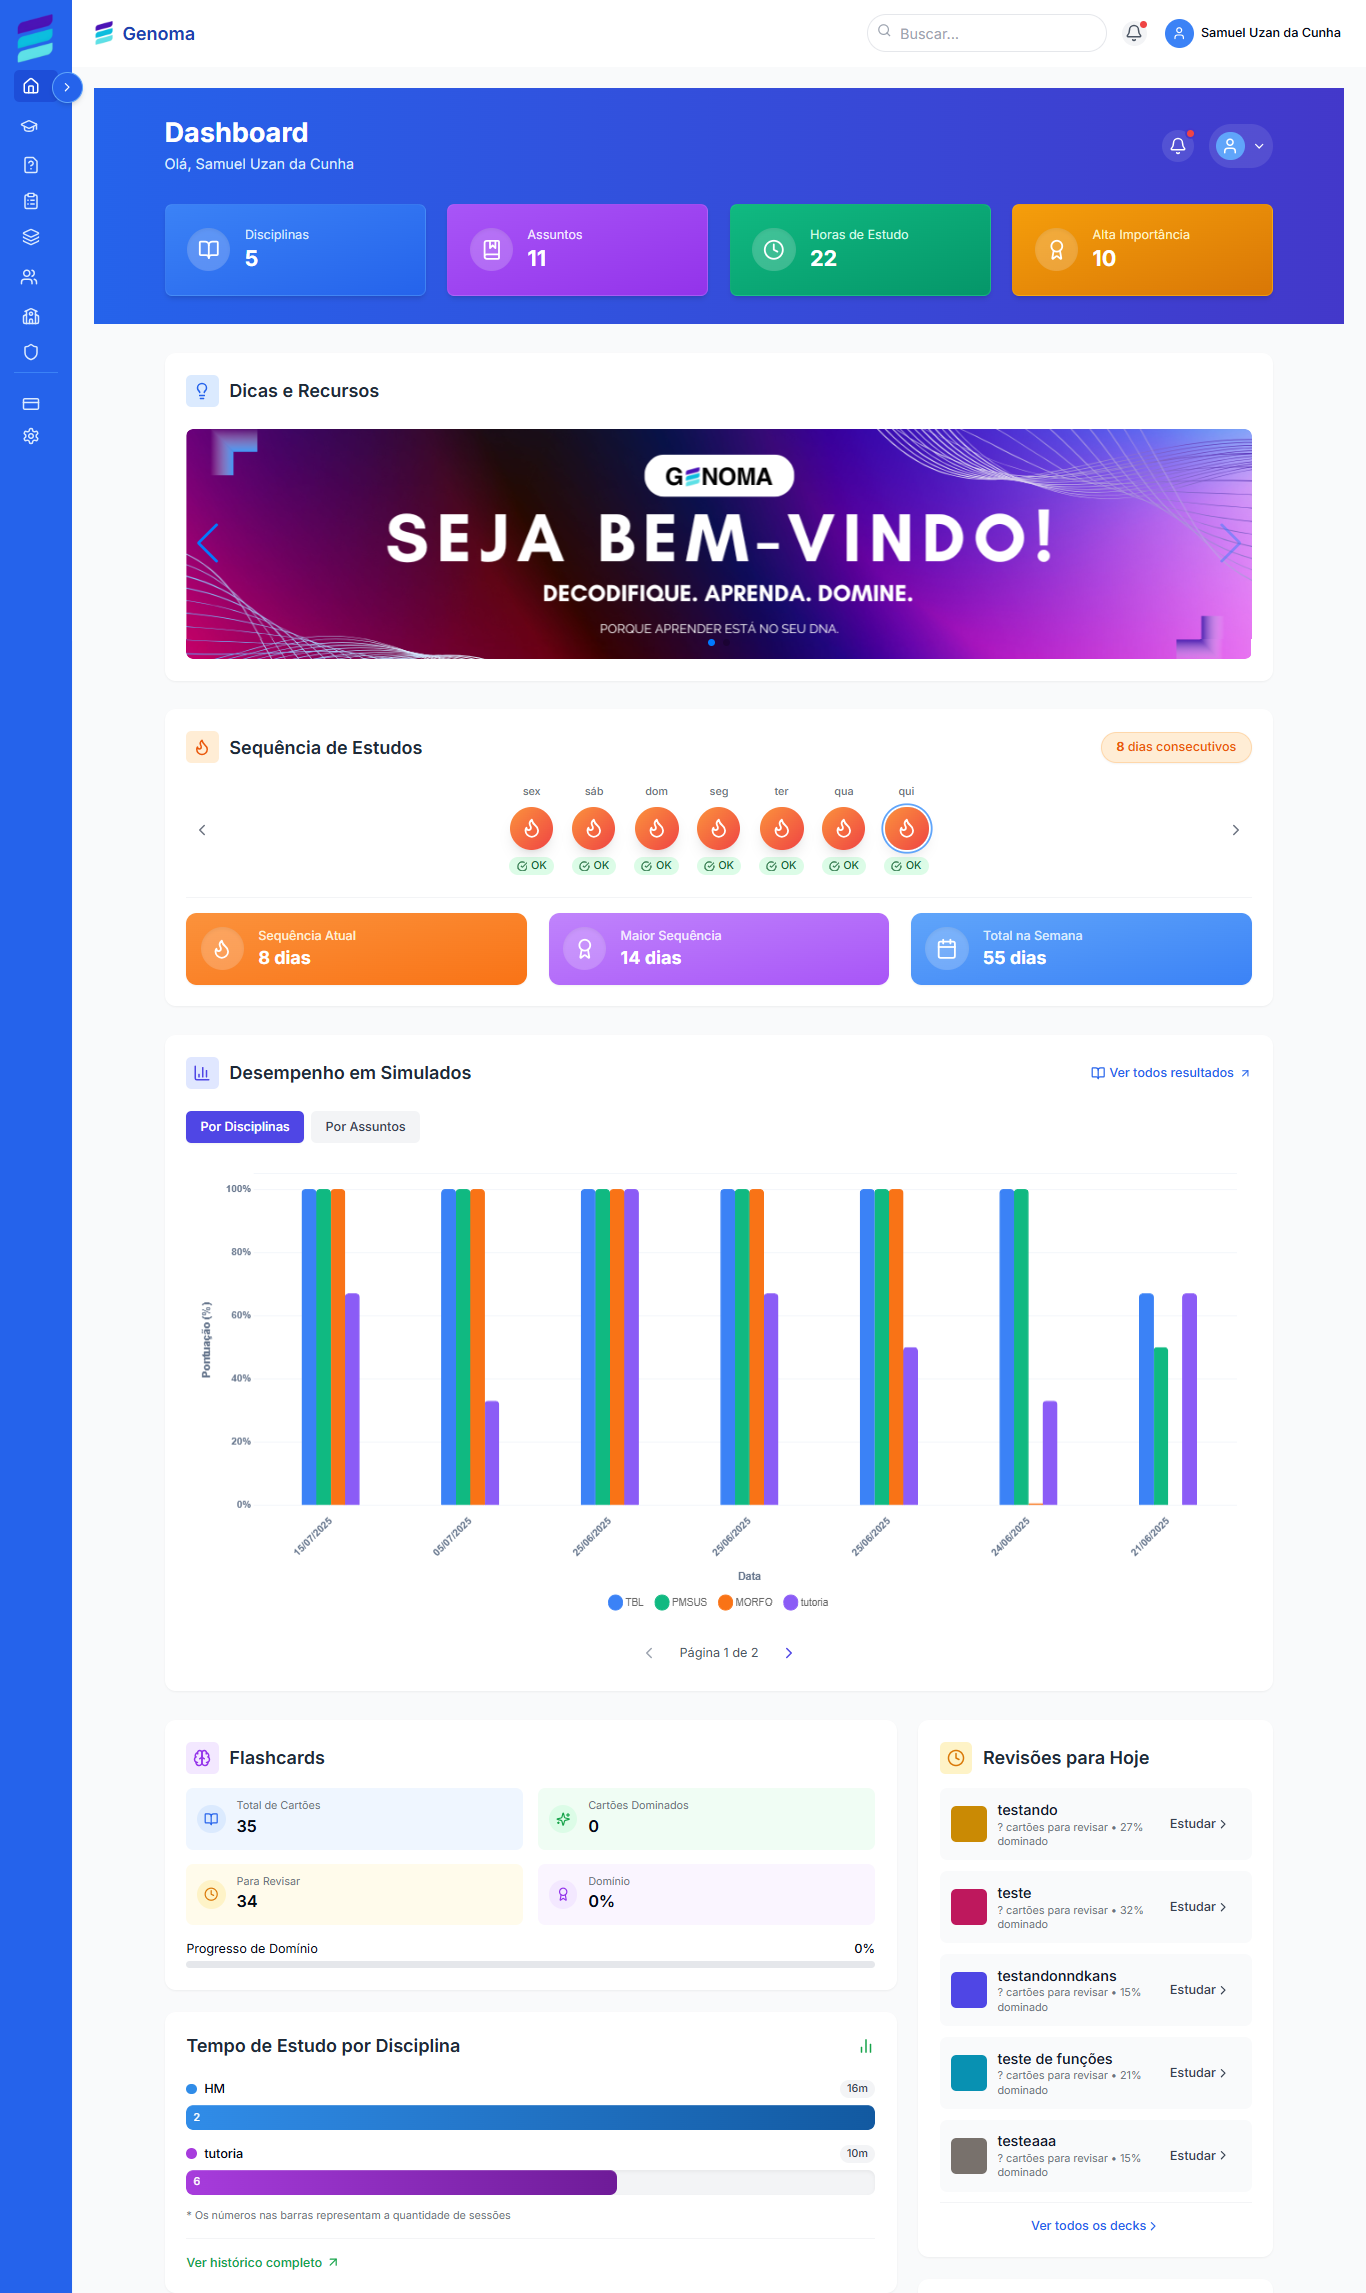 Genoma
Buscar...
Samuel Uzan da Cunha
Dashboard
Olá, Samuel Uzan da Cunha
Disciplinas
5
Assuntos
11
Horas de Estudo
22
Alta Importância
10
Dicas e Recursos
GENOMA
SEJA BEM-VINDO!
DECODIFIQUE. APRENDA. DOMINE.
PORQUE APRENDER ESTÁ NO SEU DNA.
Sequência de Estudos
8 dias consecutivos
sex sáb dom seg ter qua qui
OK OK OK OK OK OK OK
Sequência Atual
8 dias
Maior Sequência
14 dias
Total na Semana
55 dias
Desempenho em Simulados
Ver todos resultados
Por Disciplinas
Por Assuntos
100%
80%
60%
40%
20%
0%
Pontuação (%)
15/07/2025 05/07/2025 25/06/2025 25/06/2025 25/06/2025 24/06/2025 21/06/2025
Data
TBL PMSUS MORFO tutoria
Página 1 de 2
Flashcards
Total de Cartões
35
Cartões Dominados
0
Para Revisar
34
Domínio
0%
Progresso de Domínio 0%
Tempo de Estudo por Disciplina
HM 16m
2
tutoria 10m
6
* Os números nas barras representam a quantidade de sessões
Ver histórico completo
Revisões para Hoje
testando
? cartões para revisar • 27%
dominado
Estudar
teste
? cartões para revisar • 32%
dominado
Estudar
testandonndkans
? cartões para revisar • 15%
dominado
Estudar
teste de funções
? cartões para revisar • 21%
dominado
Estudar
testeaaa
? cartões para revisar • 15%
dominado
Estudar
Ver todos os decks